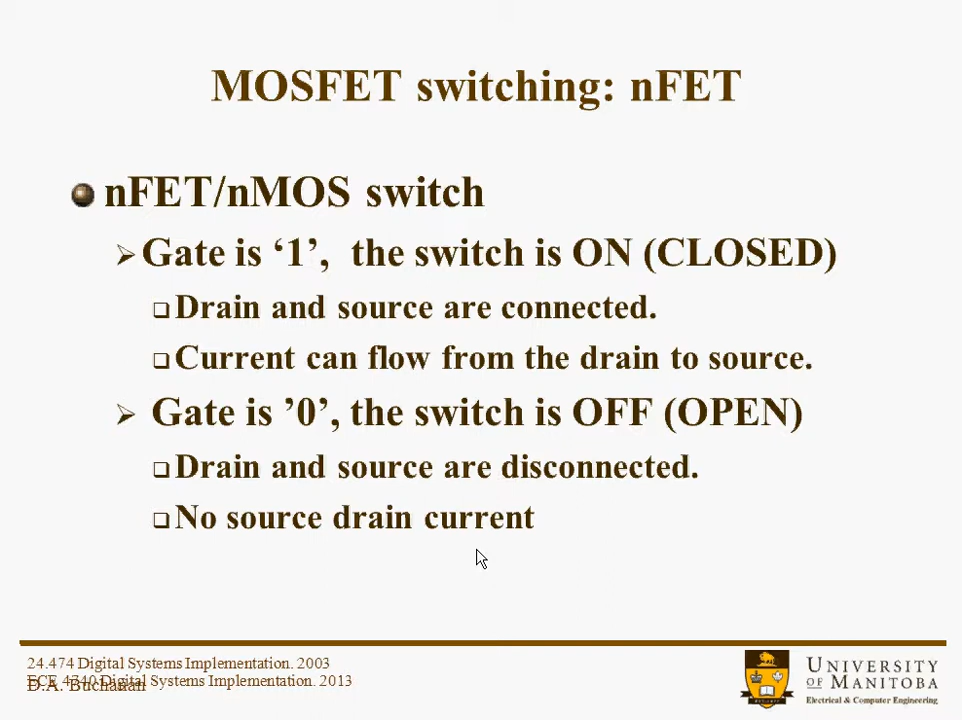 MOSFET switching: nFET
nFET/nMOS switch
Gate is ‘1’, the switch is ON (CLOSED)
Drain and source are connected.
Current can flow from the drain to source.
Gate is ’0’, the switch is OFF (OPEN)
Drain and source are disconnected.
No source drain current
24.474 Digital Systems Implementation. 2003
ECE 4740 Digital Systems Implementation. 2013
D.A. Buchanan
UNIVERSITY
OF MANITOBA
Electrical & Computer Engineering